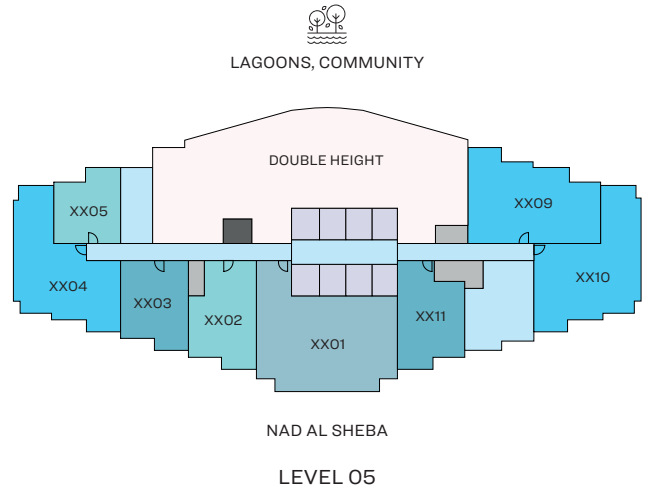 LAGOONS, COMMUNITY
DOUBLE HEIGHT
XX05
XX09
XX04
XX10
XX03
XX02
XX11
XX01
NAD AL SHEBA
LEVEL 05